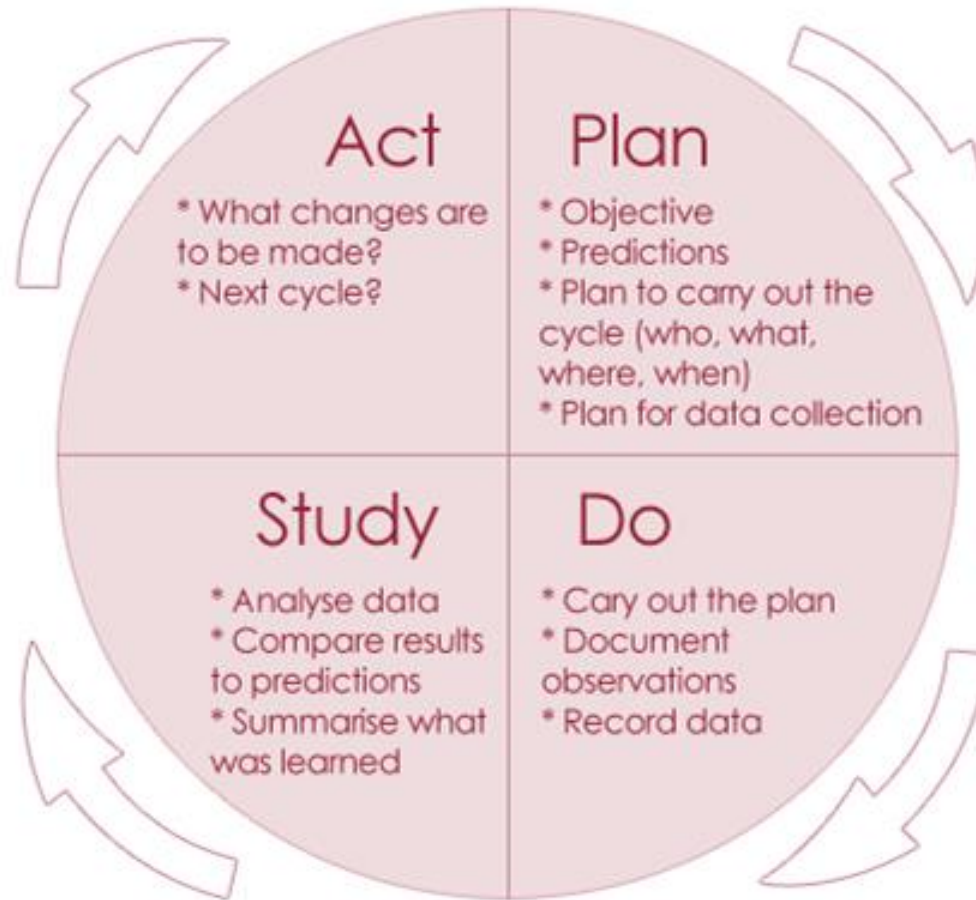 Act
* What changes are
to be made?
* Next cycle?
Plan
* Objective
* Predictions
* Plan to carry out the
cycle (who, what,
where, when)
* Plan for data collection
Study
* Analyse data
* Compare results
to predictions
* Summarise what
was learned
Do
* Cary out the plan
* Document
observations
* Record data